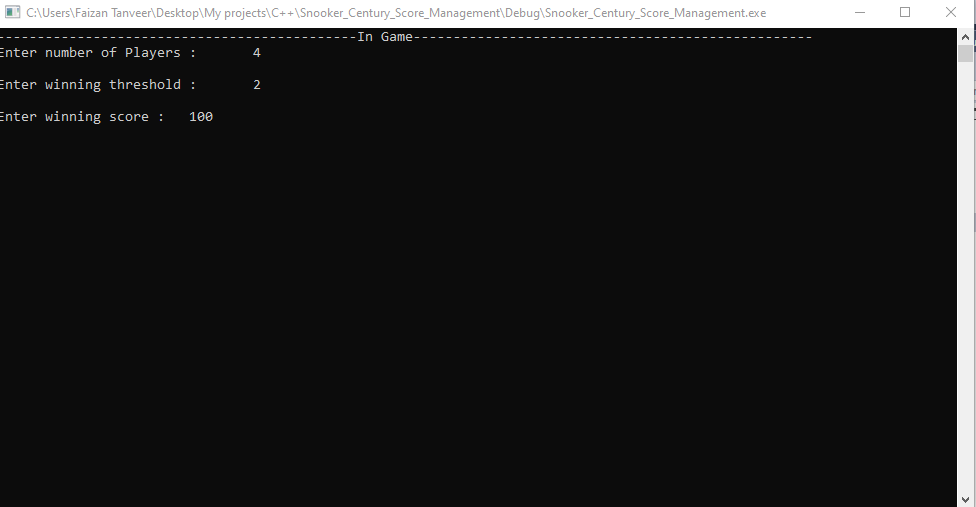 C:\Users\Faizan Tanveer\Desktop\My projects\C++\Snooker_Century_Score_Management\Debug\Snooker_Century_Score_Management.exe
---------------------------------------------In Game--------------------------------------------------
Enter number of Players :       4
Enter winning threshold :       2
Enter winning score :   100